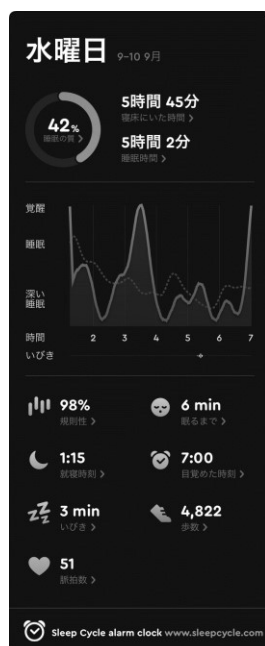 水曜日 9-10 9月
42%
睡眠の質 >
5時間 45分
寝床にいた時間 >
5時間 2分
睡眠時間 >
覚醒
睡眠
深い
睡眠
時間 2 3 4 5 6 7
いびき
98%
規則性 >
6 min
眠るまで >
1:15
就寝時刻 >
7:00
目覚めた時刻 >
3 min
いびき >
4,822
歩数 >
51
脈拍数 >
Sleep Cycle alarm clock www.sleepcycle.com